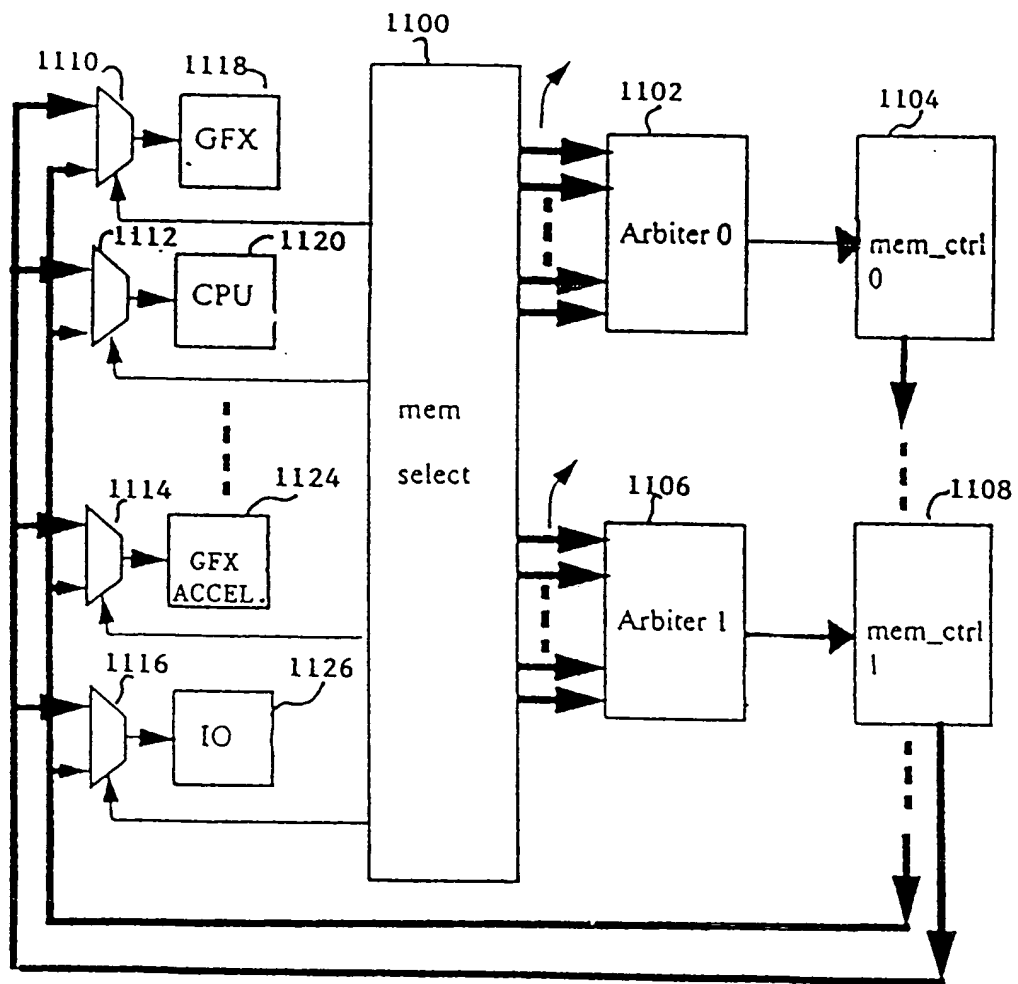 1100
1110
1118
GFX
1102
1104
Arbiter 0
mem_ctrl
0
1112
1120
CPU
mem
select
1114
1124
GFX
ACCEL.
1106
1108
Arbiter 1
mem_ctrl
1
1116
1126
IO